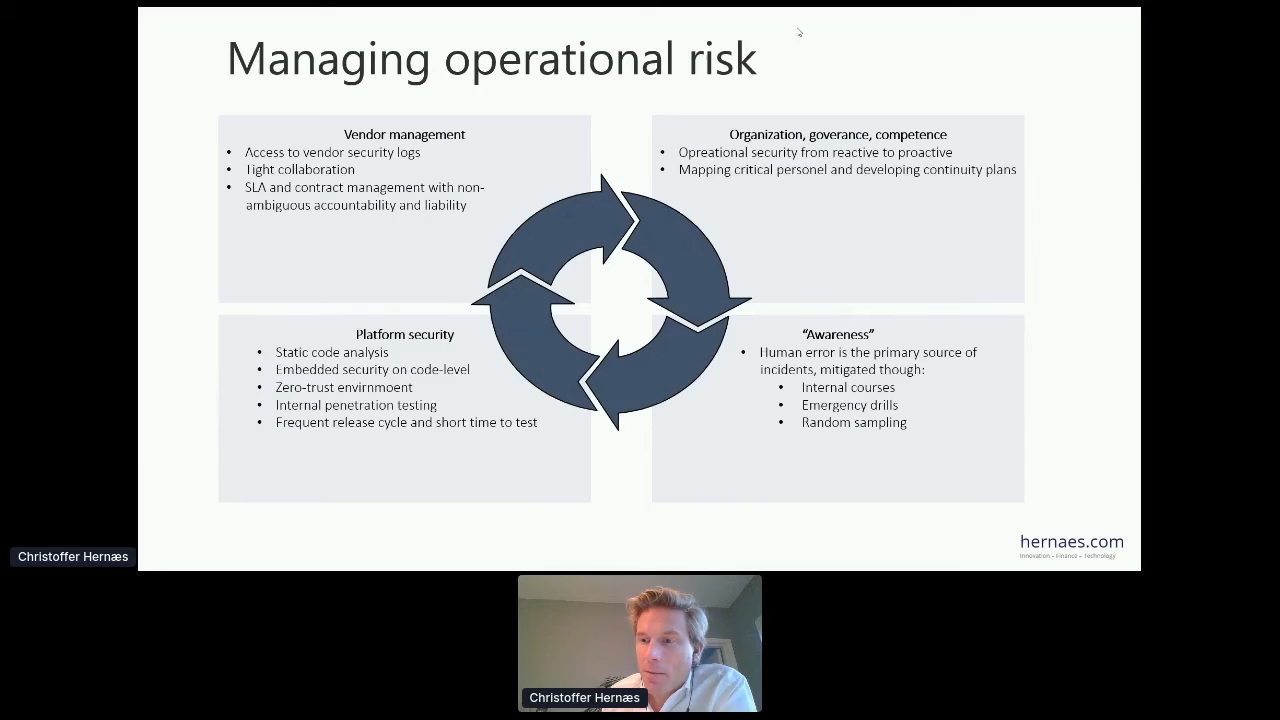 Managing operational risk
Vendor management
• Access to vendor security logs
• Tight collaboration
• SLA and contract management with non-
ambiguous accountability and liability
Organization, goverance, competence
• Opreational security from reactive to proactive
• Mapping critical personel and developing continuity plans
Platform security
• Static code analysis
• Embedded security on code-level
• Zero-trust envirnmoent
• Internal penetration testing
• Frequent release cycle and short time to test
“Awareness”
• Human error is the primary source of
incidents, mitigated though:
• Internal courses
• Emergency drills
• Random sampling
hernaes.com
Innovation – Finance – Technology
Christoffer Hernæs
Christoffer Hernæs